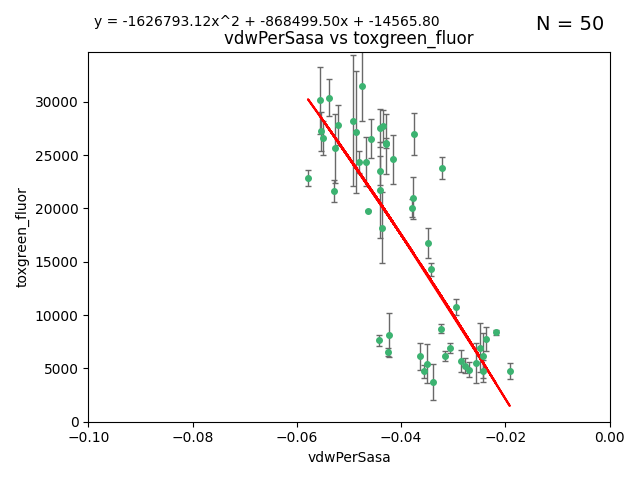 y = -1626793.12x^2 + -868499.50x + -14565.80
N = 50
vdwPerSasa vs toxgreen_fluor
toxgreen_fluor
30000
25000
20000
15000
10000
5000
0
−0.10 −0.08 −0.06 −0.04 −0.02 0.00
vdwPerSasa